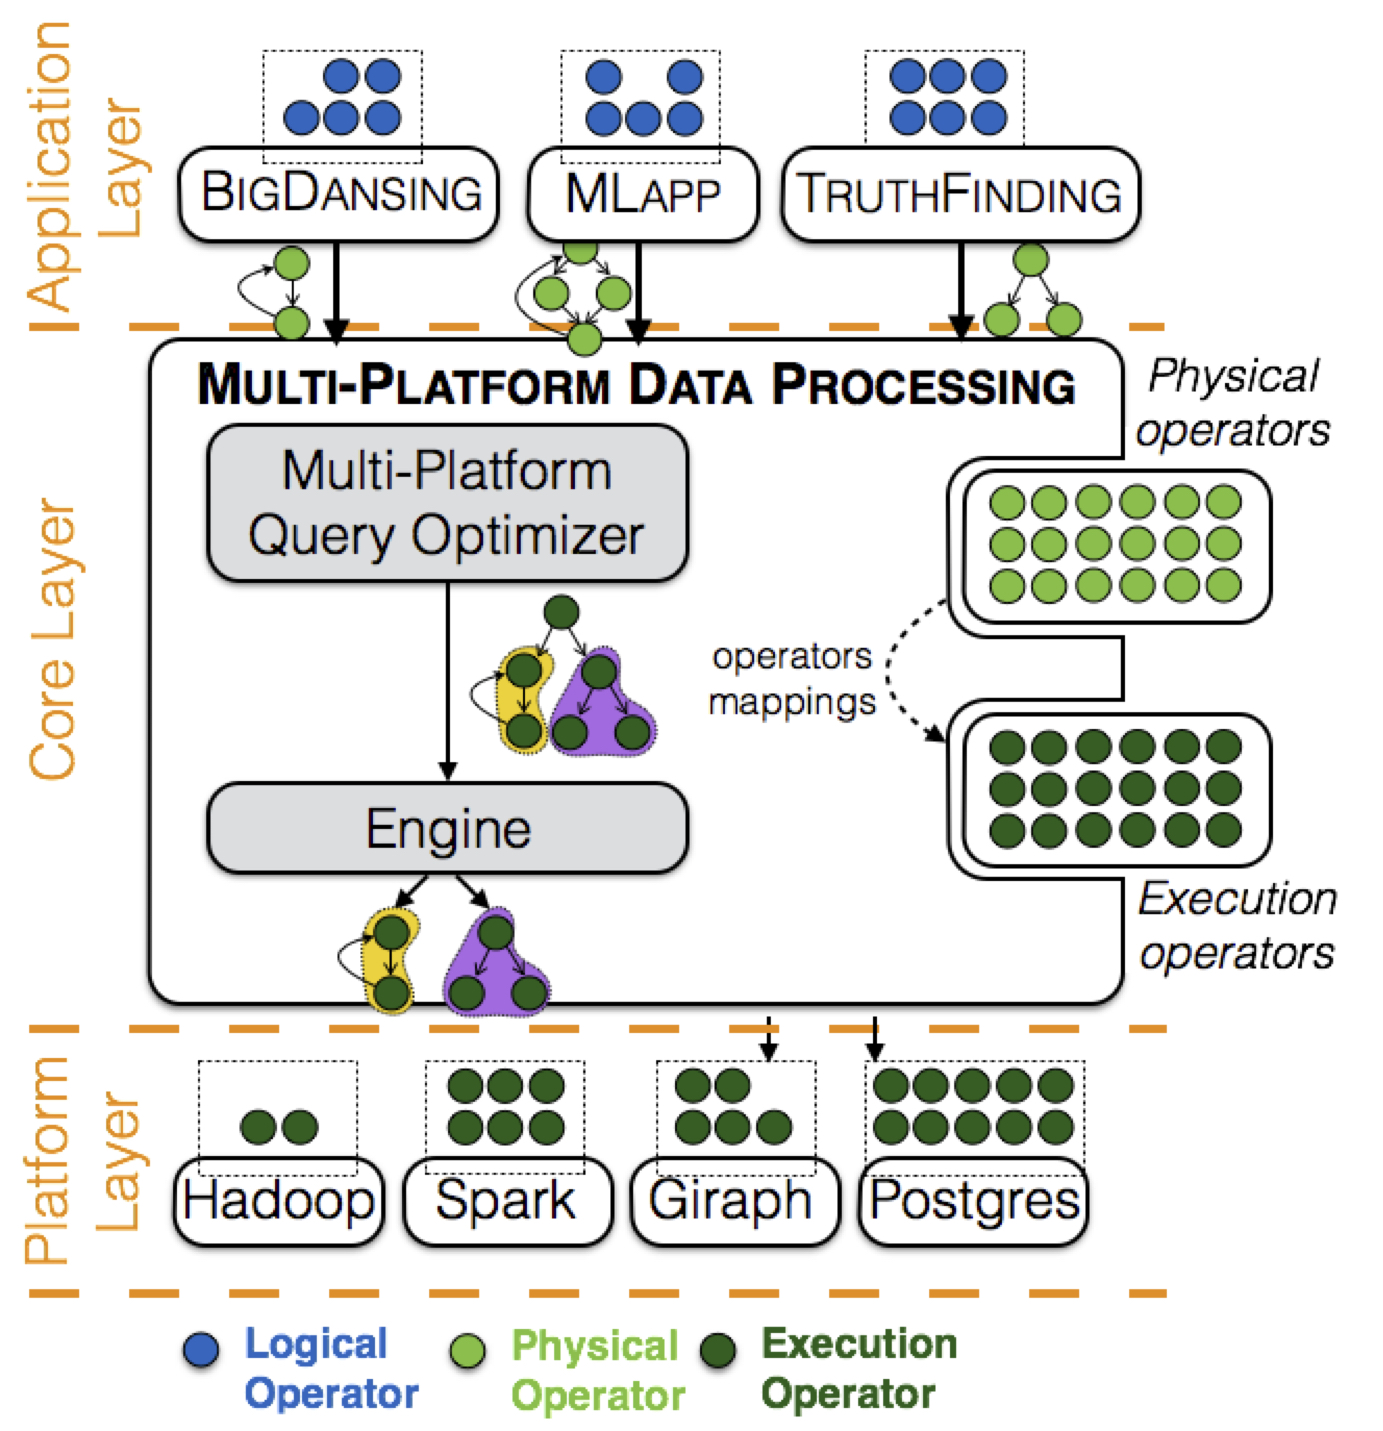 Application
Layer
BIGDANSING
MLAPP
TRUTHFINDING
MULTI-PLATFORM DATA PROCESSING
Physical
operators
Multi-Platform
Query Optimizer
Core Layer
operators
mappings
Engine
Execution
operators
Platform
Layer
Hadoop
Spark
Giraph
Postgres
Logical
Operator
Physical
Operator
Execution
Operator